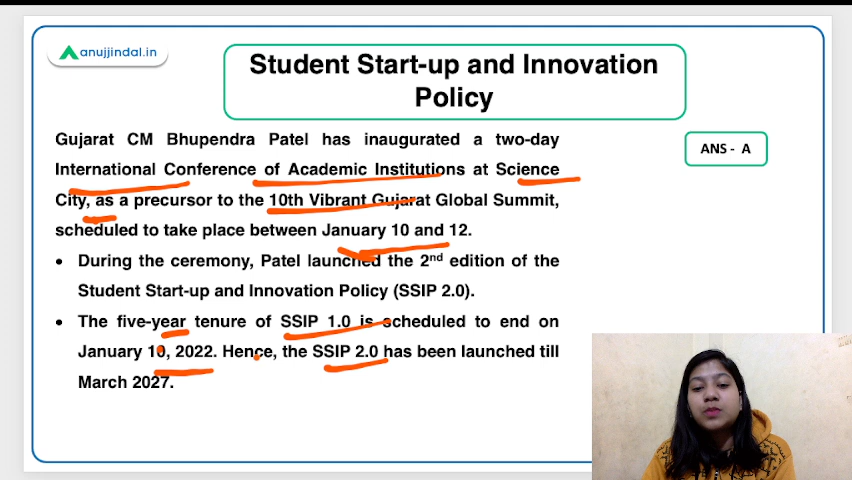 anujjindal.in
Student Start-up and Innovation
Policy
Gujarat CM Bhupendra Patel has inaugurated a two-day
International Conference of Academic Institutions at Science
City, as a precursor to the 10th Vibrant Gujarat Global Summit,
scheduled to take place between January 10 and 12.
• During the ceremony, Patel launched the 2nd edition of the
Student Start-up and Innovation Policy (SSIP 2.0).
• The five-year tenure of SSIP 1.0 is scheduled to end on
January 10, 2022. Hence, the SSIP 2.0 has been launched till
March 2027.
ANS - A